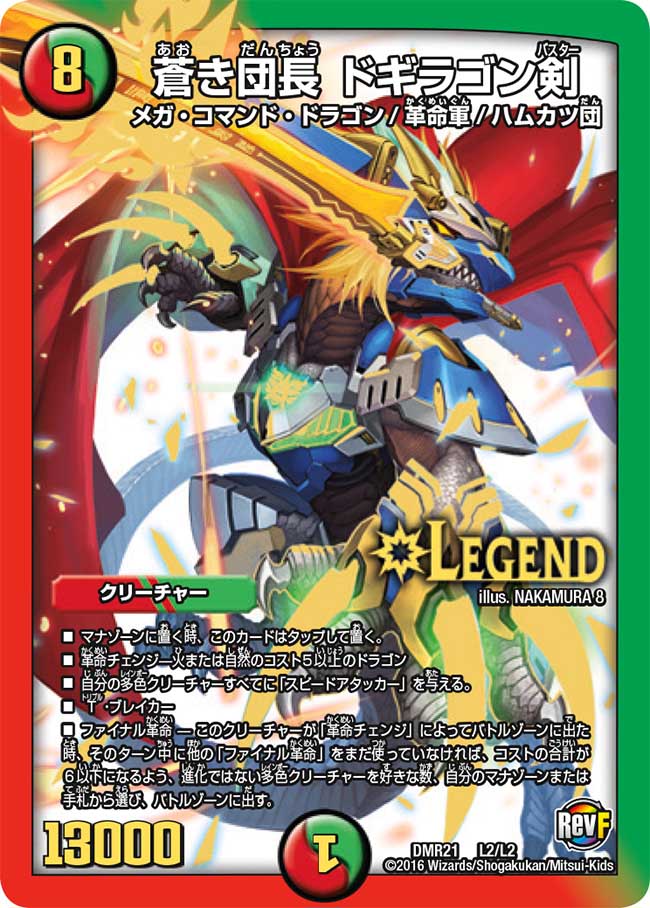 8
蒼き団長 ドギラゴン剣
あお だんちょう バスター
メガ・コマンド・ドラゴン/革命軍/ハムカツ団
かくめいぐん だん
LEGEND
illus. NAKAMURA 8
クリーチャー
■ マナゾーンに置く時、このカードはタップして置く。
■ 革命チェンジー火または自然のコスト5以上のドラゴン
■ 自分の多色クリーチャーすべてに「スピードアタッカー」を与える。
■ T・ブレイカー
■ ファイナル革命 — このクリーチャーが「革命チェンジ」によってバトルゾーンに出た
時、そのターン中に他の「ファイナル革命」をまだ使っていなければ、コストの合計が
6以下になるよう、進化ではない多色クリーチャーを好きな数、自分のマナゾーンまたは
手札から選び、バトルゾーンに出す。
13000
1
RevF
DMR21 L2/L2
©2016 Wizards/Shogakukan/Mitsui-Kids